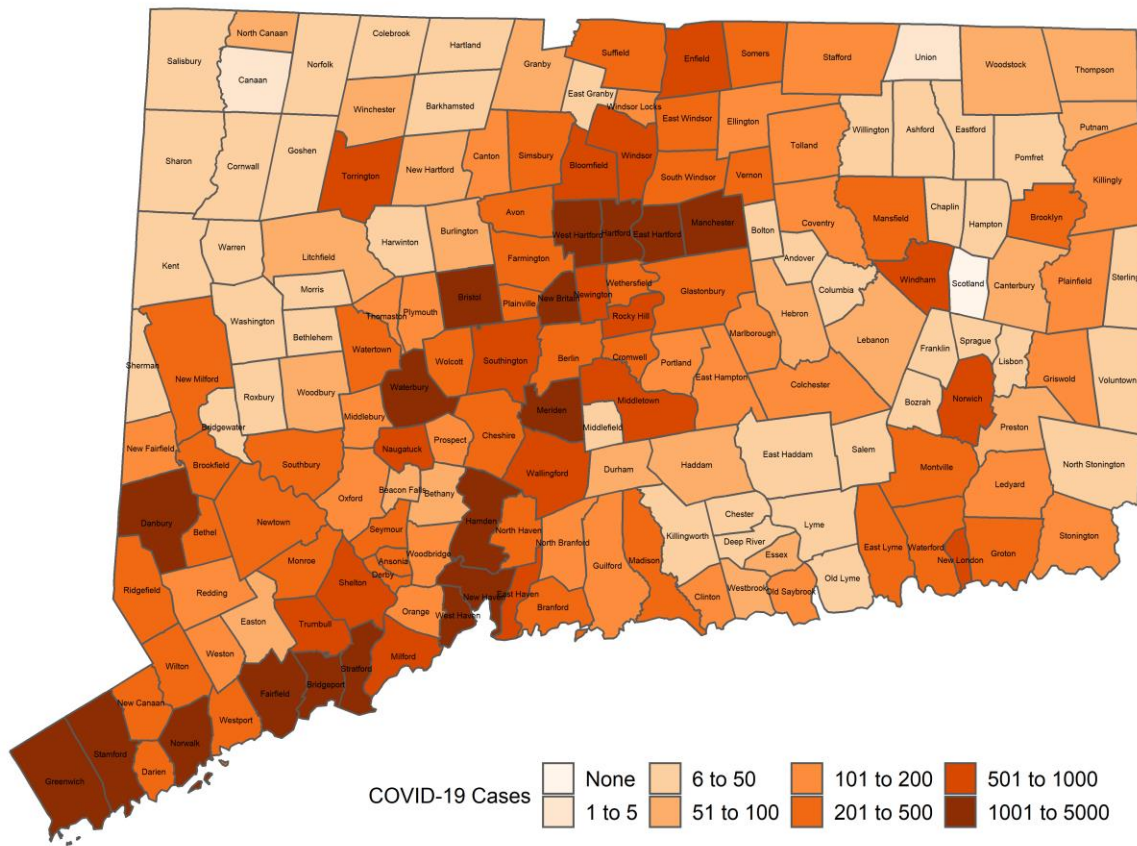 North Canaan
Colebrook
Hartland
Salisbury
Canaan
Norfolk
Granby
Suffield
Enfield
Somers
Stafford
Union
Woodstock
Thompson
East Granby
Winchester
Barkhamsted
Windsor Locks
East Windsor
Ellington
Willington
Ashford
Eastford
Putnam
Sharon
Cornwall
Goshen
Torrington
New Hartford
Canton
Simsbury
Bloomfield
Windsor
South Windsor
Vernon
Tolland
Pomfret
Killingly
Kent
Warren
Litchfield
Harwinton
Burlington
Avon
West Hartford
Hartford
East Hartford
Manchester
Bolton
Coventry
Mansfield
Chaplin
Hampton
Brooklyn
Farmington
Andover
Columbia
Windham
Scotland
Canterbury
Plainfield
Sterling
Morris
Washington
Bethlehem
Thomaston
Plymouth
Bristol
Plainville
New Britain
Newington
Wethersfield
Rocky Hill
Glastonbury
Hebron
Marlborough
Lebanon
Franklin
Sprague
Lisbon
Griswold
Voluntown
Sherman
New Milford
Roxbury
Woodbury
Watertown
Wolcott
Southington
Berlin
Cromwell
Portland
East Hampton
Colchester
Bozrah
Norwich
Preston
Bridgewater
Waterbury
Middlebury
Meriden
Middletown
Middlefield
New Fairfield
Brookfield
Southbury
Naugatuck
Prospect
Cheshire
Wallingford
Durham
Haddam
East Haddam
Salem
Montville
Ledyard
North Stonington
Danbury
Bethel
Newtown
Oxford
Beacon Falls
Bethany
Hamden
North Haven
North Branford
Guilford
Madison
Killingworth
Chester
Deep River
Essex
Lyme
East Lyme
Waterford
New London
Groton
Stonington
Seymour
Woodbridge
Ansonia
Derby
Ridgefield
Redding
Monroe
Shelton
Orange
New Haven
East Haven
West Haven
Branford
Clinton
Westbrook
Old Saybrook
Old Lyme
Easton
Trumbull
Milford
Wilton
Weston
Fairfield
Bridgeport
Stratford
New Canaan
Westport
Norwalk
Darien
Stamford
Greenwich
COVID-19 Cases
None
6 to 50
101 to 200
501 to 1000
1 to 5
51 to 100
201 to 500
1001 to 5000